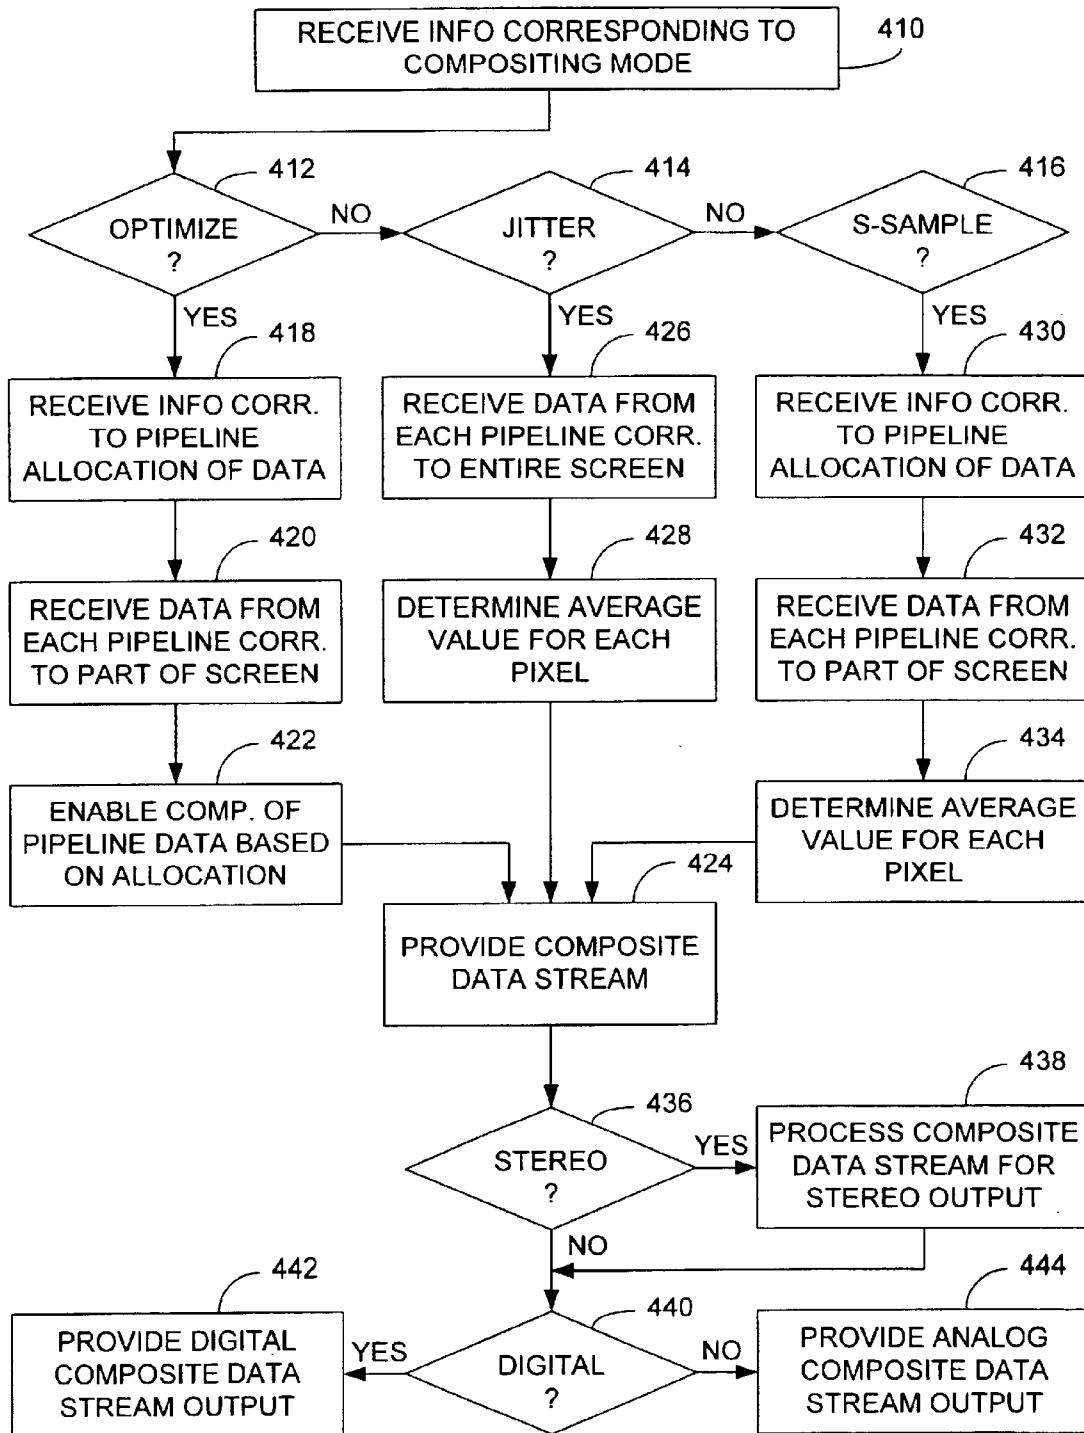 RECEIVE INFO CORRESPONDING TO
COMPOSITING MODE
410
412
OPTIMIZE
?
NO
414
JITTER
?
NO
416
S-SAMPLE
?
YES
YES
YES
418
RECEIVE INFO CORR.
TO PIPELINE
ALLOCATION OF DATA
426
RECEIVE DATA FROM
EACH PIPELINE CORR.
TO ENTIRE SCREEN
430
RECEIVE INFO CORR.
TO PIPELINE
ALLOCATION OF DATA
420
RECEIVE DATA FROM
EACH PIPELINE CORR.
TO PART OF SCREEN
428
DETERMINE AVERAGE
VALUE FOR EACH
PIXEL
432
RECEIVE DATA FROM
EACH PIPELINE CORR.
TO PART OF SCREEN
422
ENABLE COMP. OF
PIPELINE DATA BASED
ON ALLOCATION
434
DETERMINE AVERAGE
VALUE FOR EACH
PIXEL
424
PROVIDE COMPOSITE
DATA STREAM
436
STEREO
?
YES
438
PROCESS COMPOSITE
DATA STREAM FOR
STEREO OUTPUT
NO
442
PROVIDE DIGITAL
COMPOSITE DATA
STREAM OUTPUT
YES
440
DIGITAL
?
NO
444
PROVIDE ANALOG
COMPOSITE DATA
STREAM OUTPUT